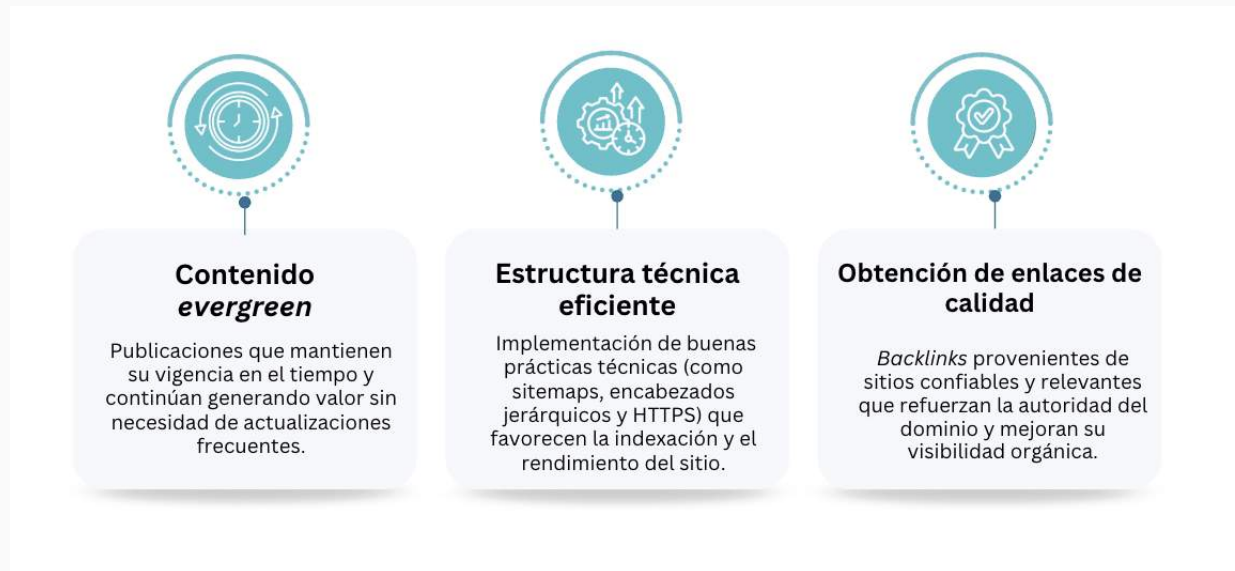 Contenido
evergreen
Publicaciones que mantienen
su vigencia en el tiempo y
continúan generando valor sin
necesidad de actualizaciones
frecuentes.
Estructura técnica
eficiente
Implementación de buenas
prácticas técnicas (como
sitemaps, encabezados
jerárquicos y HTTPS) que
favorecen la indexación y el
rendimiento del sitio.
Obtención de enlaces de
calidad
Backlinks provenientes de
sitios confiables y relevantes
que refuerzan la autoridad del
dominio y mejoran su
visibilidad orgánica.